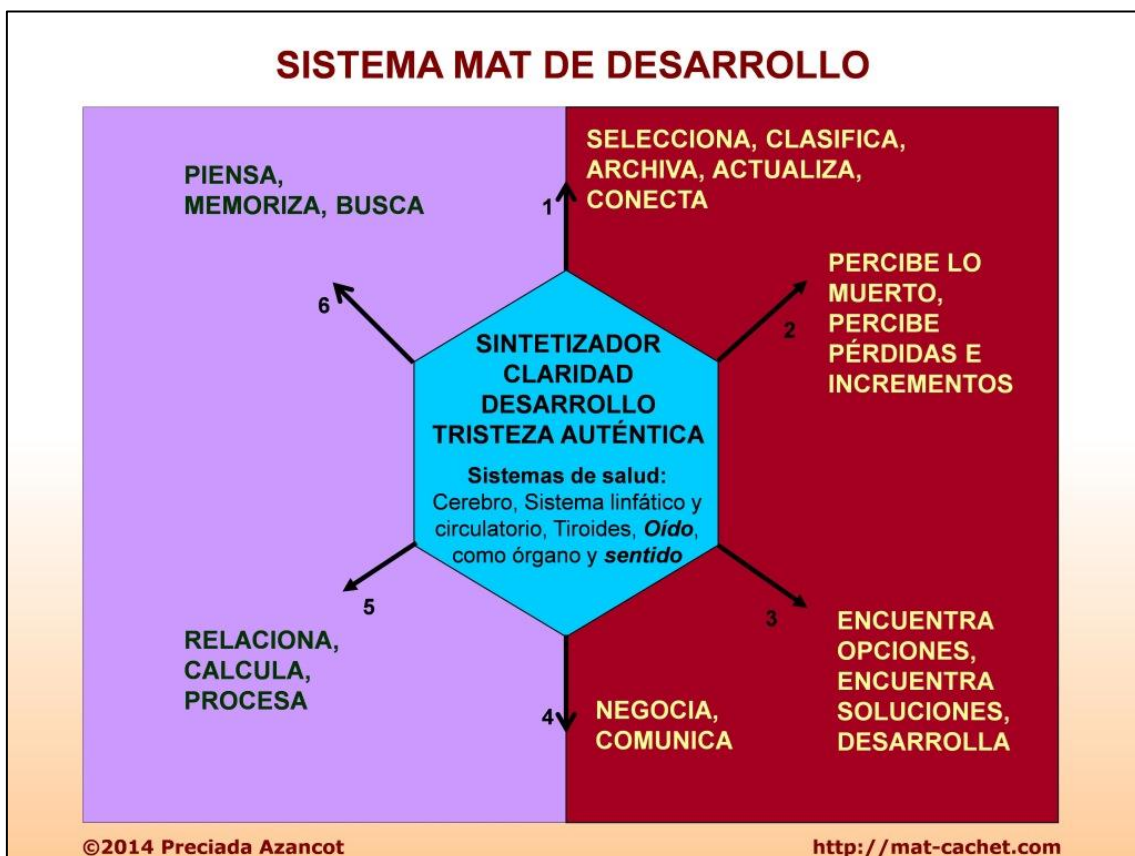 SISTEMA MAT DE DESARROLLO
SELECCIONA, CLASIFICA,
ARCHIVA, ACTUALIZA,
CONECTA
1
PERCIBE LO
MUERTO,
PERCIBE
PÉRDIDAS E
INCREMENTOS
2
ENCUENTRA
OPCIONES,
ENCUENTRA
SOLUCIONES,
DESARROLLA
3
NEGOCIA,
COMUNICA
4
RELACIONA,
CALCULA,
PROCESA
5
PIENSA,
MEMORIZA, BUSCA
6
SINTETIZADOR
CLARIDAD
DESARROLLO
TRISTEZA AUTÉNTICA
Sistemas de salud:
Cerebro, Sistema linfático y
circulatorio, Tiroides, Oído,
como órgano y sentido
©2014 Preciada Azancot
http://mat-cachet.com